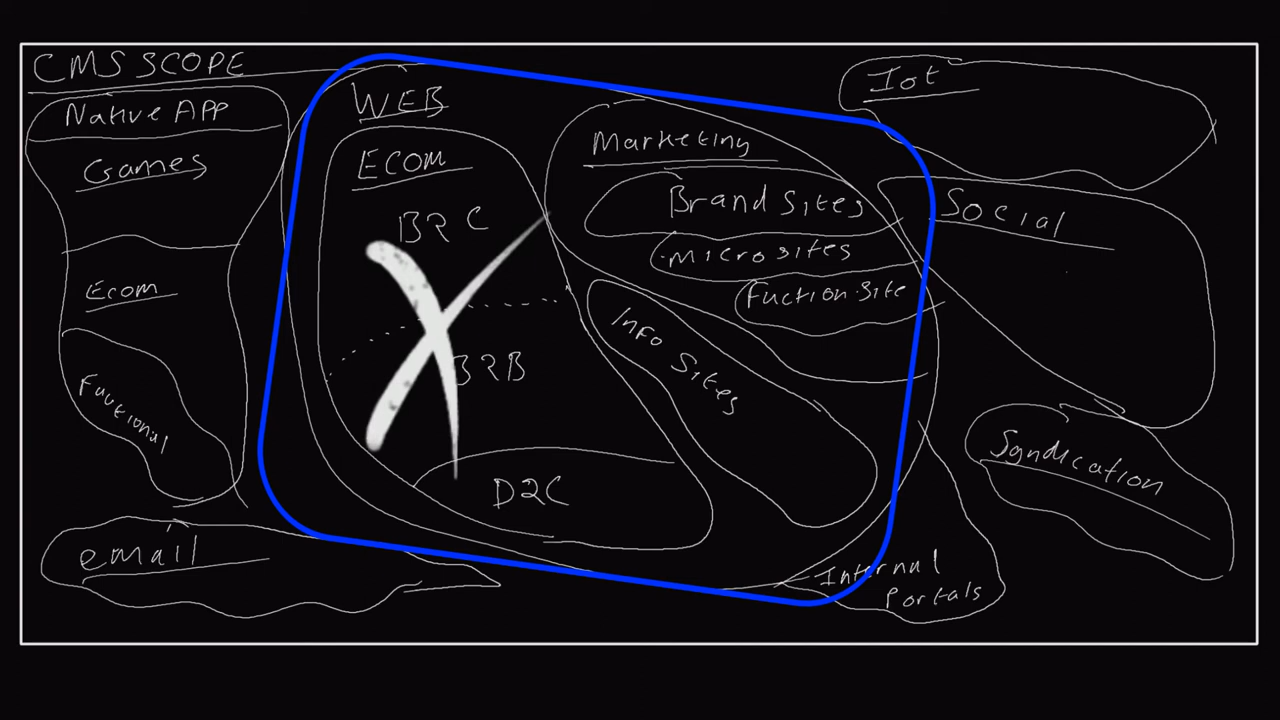 CMS SCOPE
Native APP
Games
Ecom
Fuctional
email
WEB
ECOM
B2C
B2B
D2C
Marketing
Brand Sites
microsites
Fuction site
Info Sites
Internal
Portals
Iot
Social
Syndication